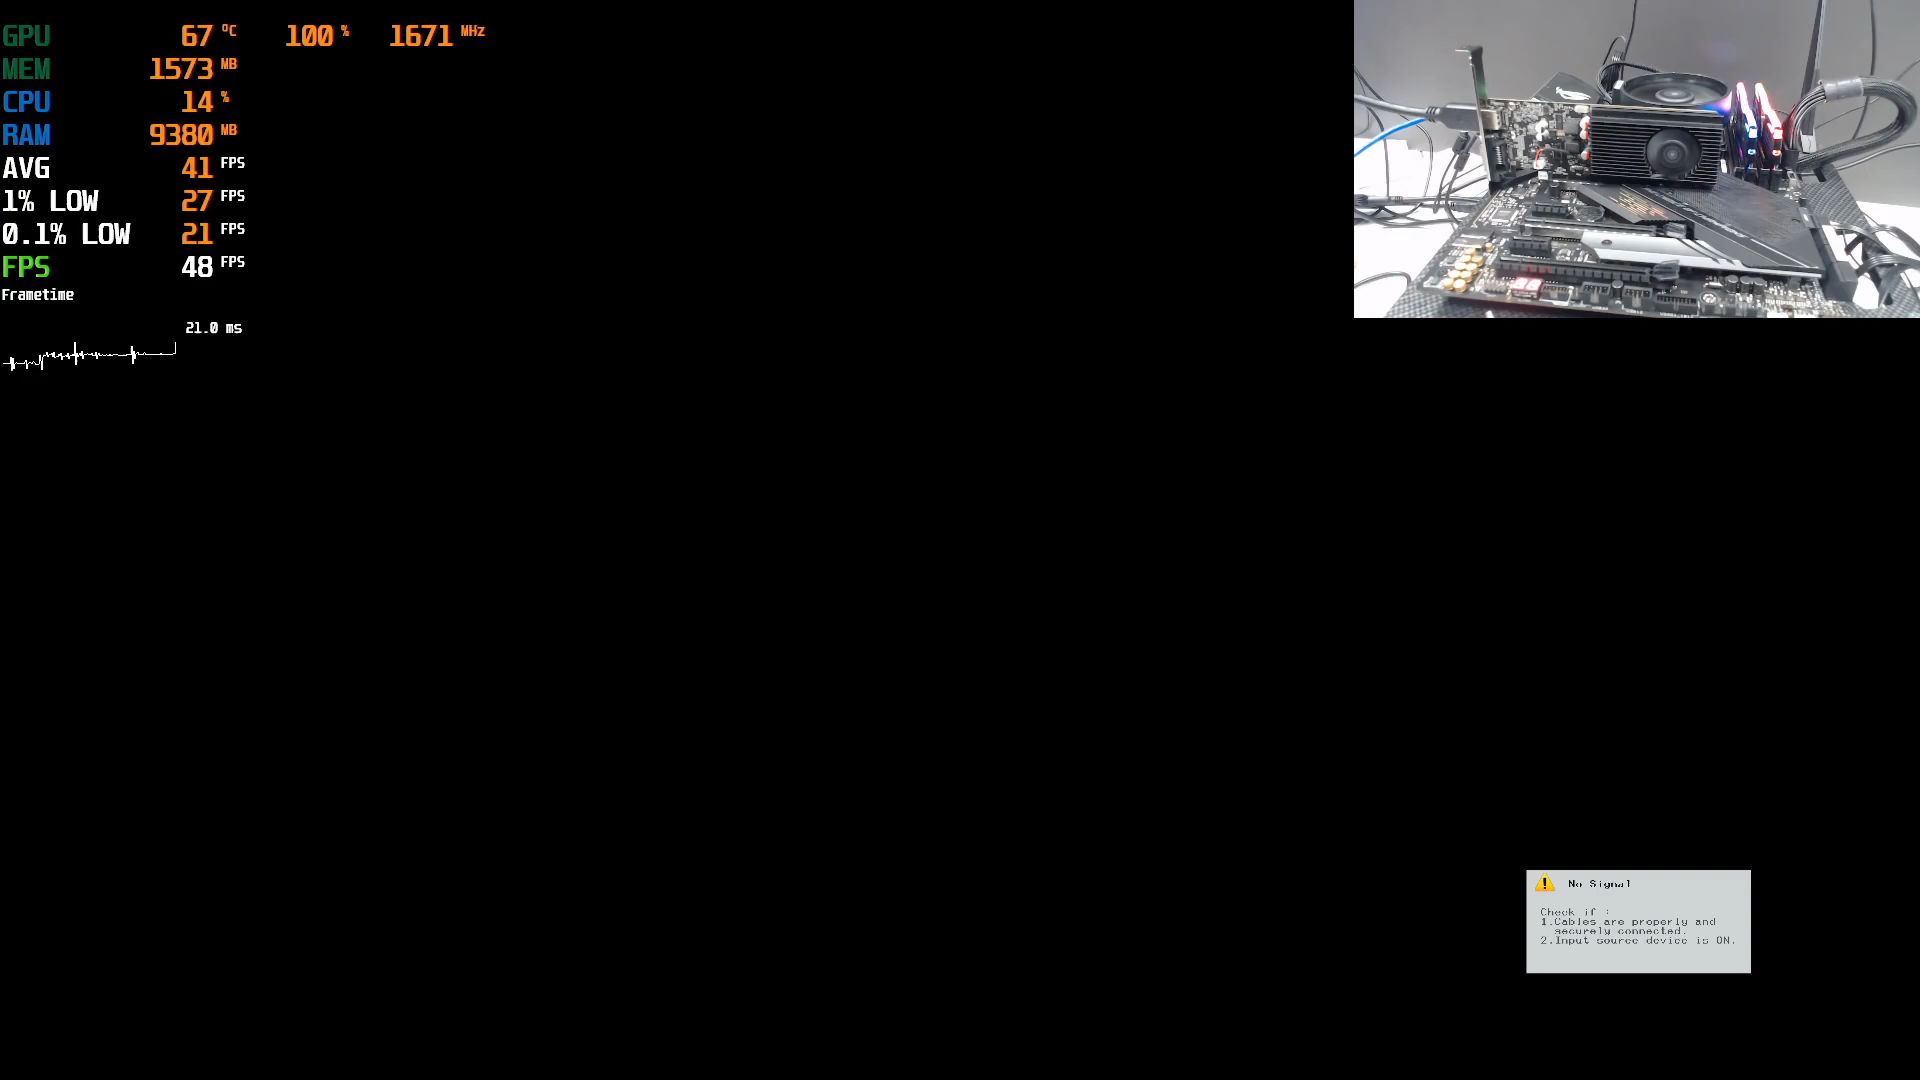 GPU 67 °C 100 % 1671 MHz
MEM 1573 MB
CPU 14 %
RAM 9380 MB
AVG 41 FPS
1% LOW 27 FPS
0.1% LOW 21 FPS
FPS 48 FPS
Frametime
21.0 ms
No Signal
Check if :
1.Cables are properly and
securely connected.
2.Input source device is ON.